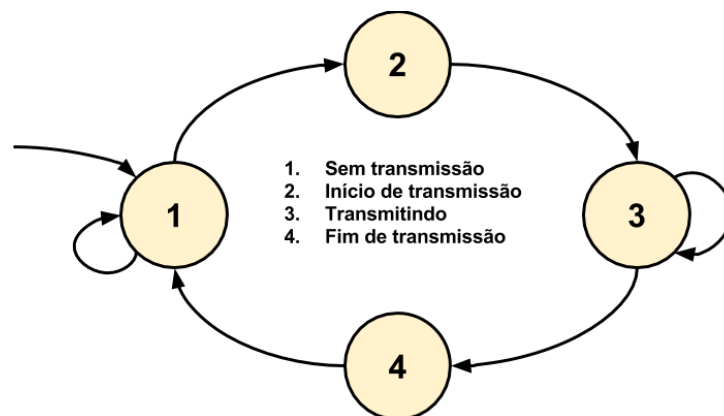 2
1. Sem transmissão
2. Início de transmissão
3. Transmitindo
4. Fim de transmissão
1
3
4